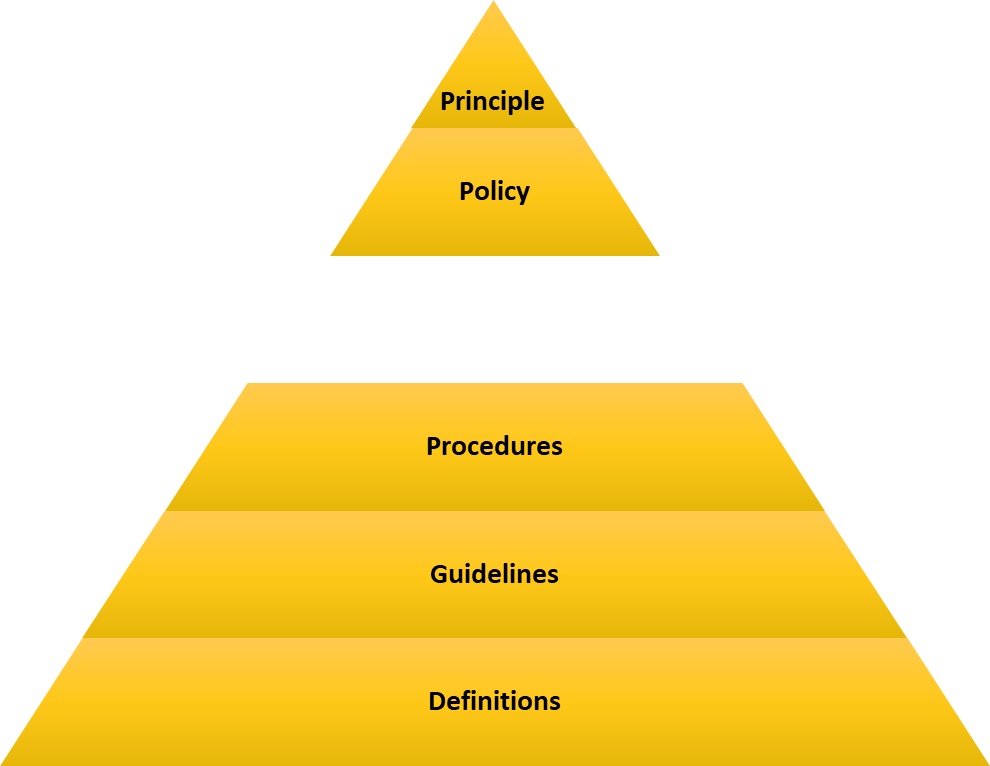 Principle
Policy
Procedures
Guidelines
Definitions